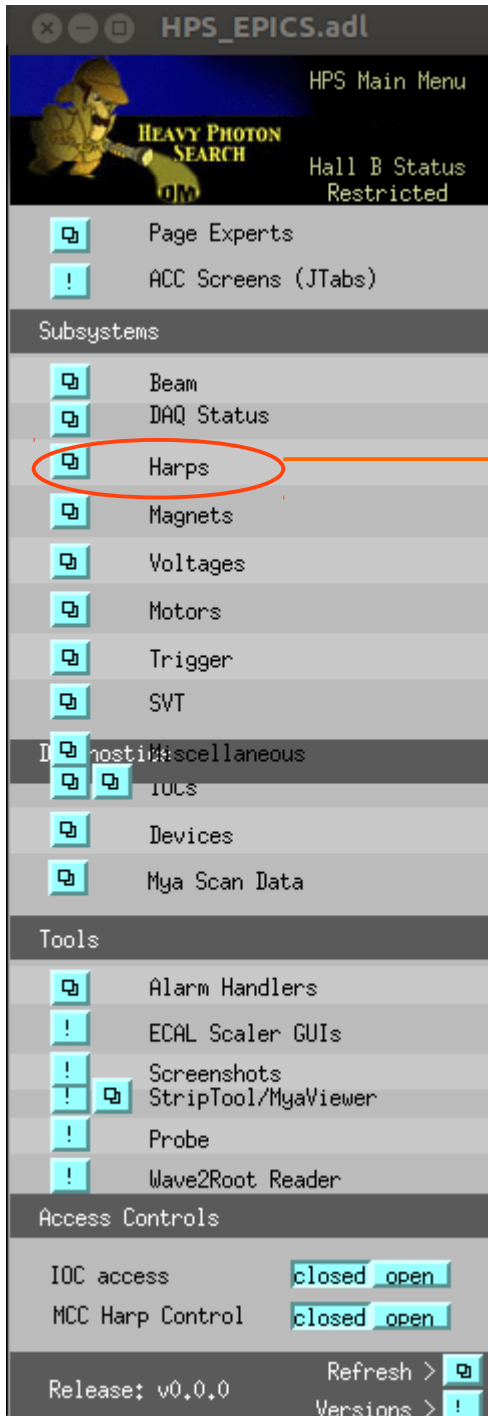 HPS_EPICS.adl
HPS Main Menu
HEAVY PHOTON
SEARCH
Hall B Status
Restricted
Page Experts
! ACC Screens (JTabs)
Subsystems
Beam
DAQ Status
Harps
Magnets
Voltages
Motors
Trigger
SVT
Miscellaneous
IOCs
Devices
Mya Scan Data
Tools
Alarm Handlers
! ECAL Scaler GUIs
! Screenshots
! StripTool/MyaViewer
! Probe
! Wave2Root Reader
Access Controls
IOC access closed open
MCC Harp Control closed open
Refresh >
Release: v0.0.0
Versions > !